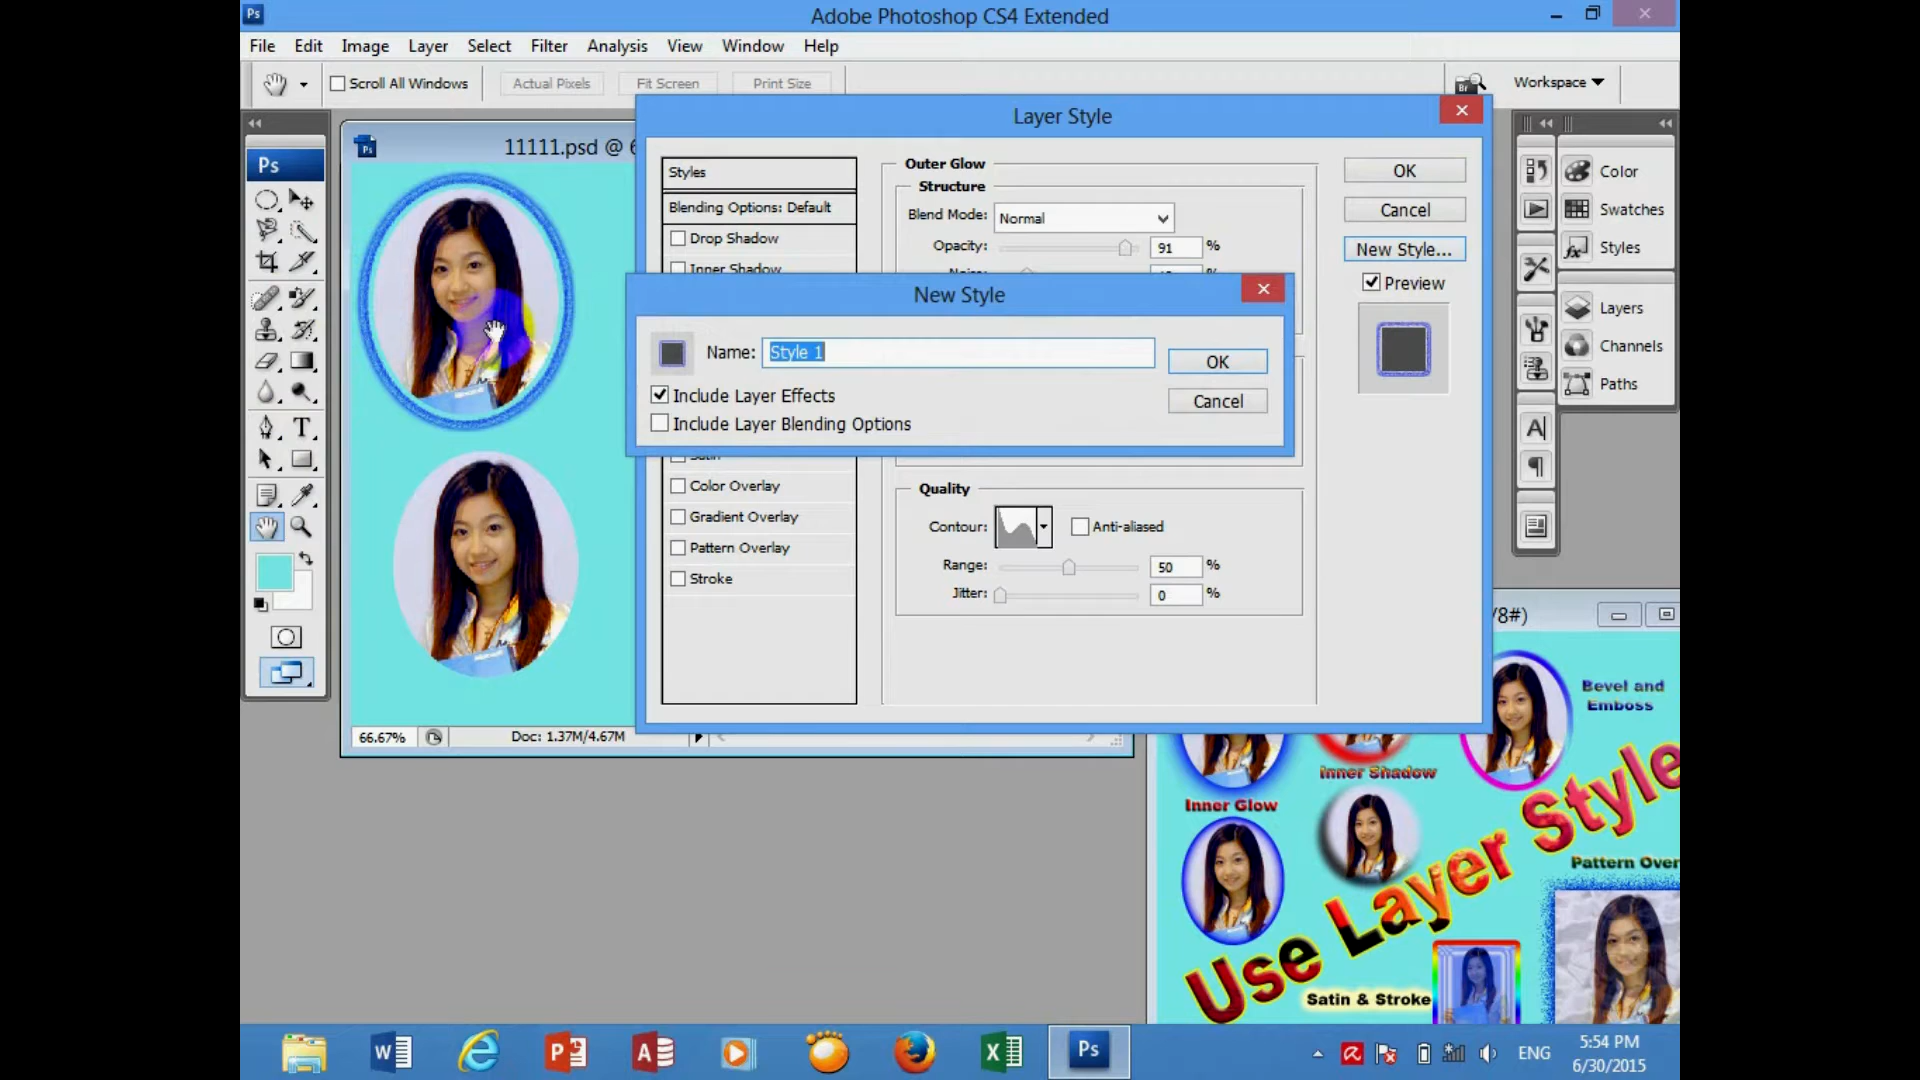 Ps
Adobe Photoshop CS4 Extended
File Edit Image Layer Select Filter Analysis View Window Help
Scroll All Windows
Actual Pixels
Fit Screen
Print Size
Br
Workspace
11111.psd @ 6
Ps
Layer Style
Styles
Blending Options: Default
Drop Shadow
Inner Shadow
Satin
Color Overlay
Gradient Overlay
Pattern Overlay
Stroke
Outer Glow
Structure
Blend Mode: Normal
Opacity: 91 %
Quality
Contour:
Anti-aliased
Range: 50 %
Jitter: 0 %
OK
Cancel
New Style...
Preview
New Style
Name: Style 1
OK
Cancel
Include Layer Effects
Include Layer Blending Options
Color
Swatches
Styles
Layers
Channels
Paths
66.67%
Doc: 1.37M/4.67M
/8#)
Bevel and
Emboss
Inner Shadow
Inner Glow
Pattern Over
Use Layer Style
Satin & Stroke
ENG
5:54 PM
6/30/2015